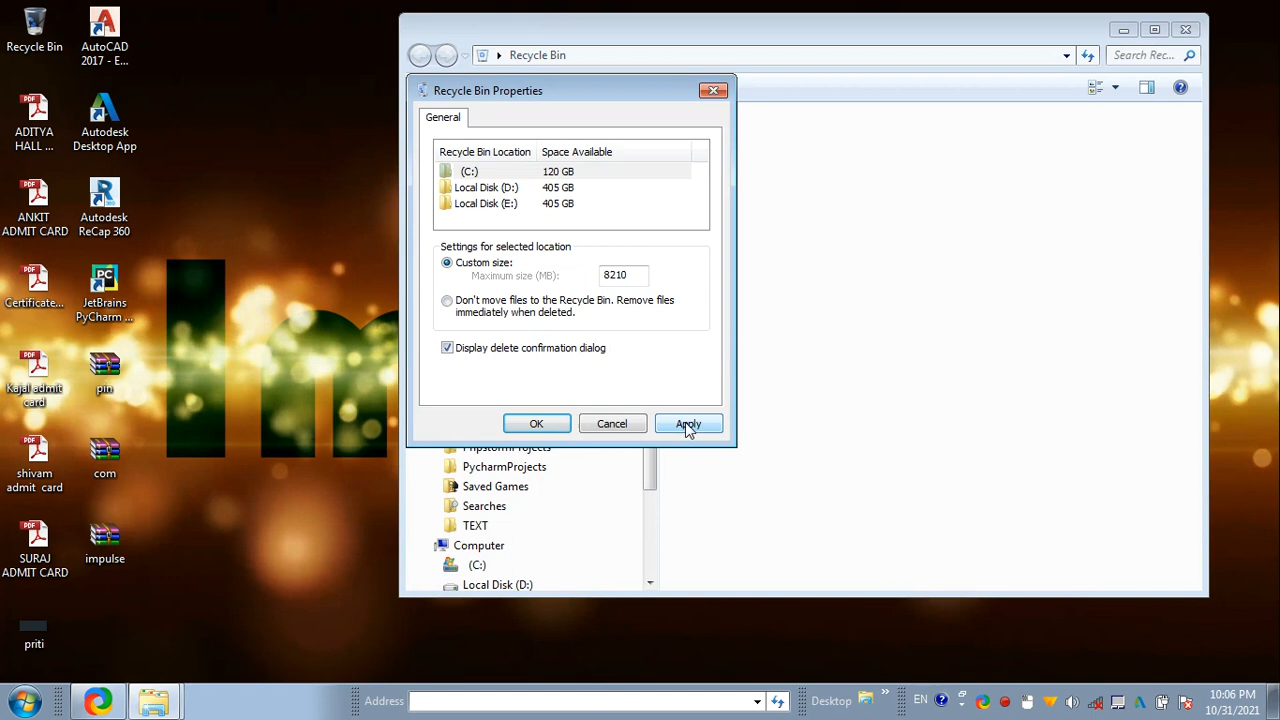 Recycle Bin
AutoCAD
2017 - E...
ADITYA
HALL ...
Autodesk
Desktop App
ANKIT
ADMIT CARD
Autodesk
ReCap 360
Certificate...
JetBrains
PyCharm ...
Kajal admit
card
pin
shivam
admit card
com
SURAJ
ADMIT CARD
impulse
priti
Im
Recycle Bin
Search Rec...
Recycle Bin Properties
General
Recycle Bin Location
Space Available
(C:)
120 GB
Local Disk (D:)
405 GB
Local Disk (E:)
405 GB
Settings for selected location
Custom size:
Maximum size (MB):
8210
Don't move files to the Recycle Bin. Remove files
immediately when deleted.
Display delete confirmation dialog
OK
Cancel
Apply
PhpstormProjects
PycharmProjects
Saved Games
Searches
TEXT
Computer
(C:)
Local Disk (D:)
Address
Desktop
EN
10:06 PM
10/31/2021